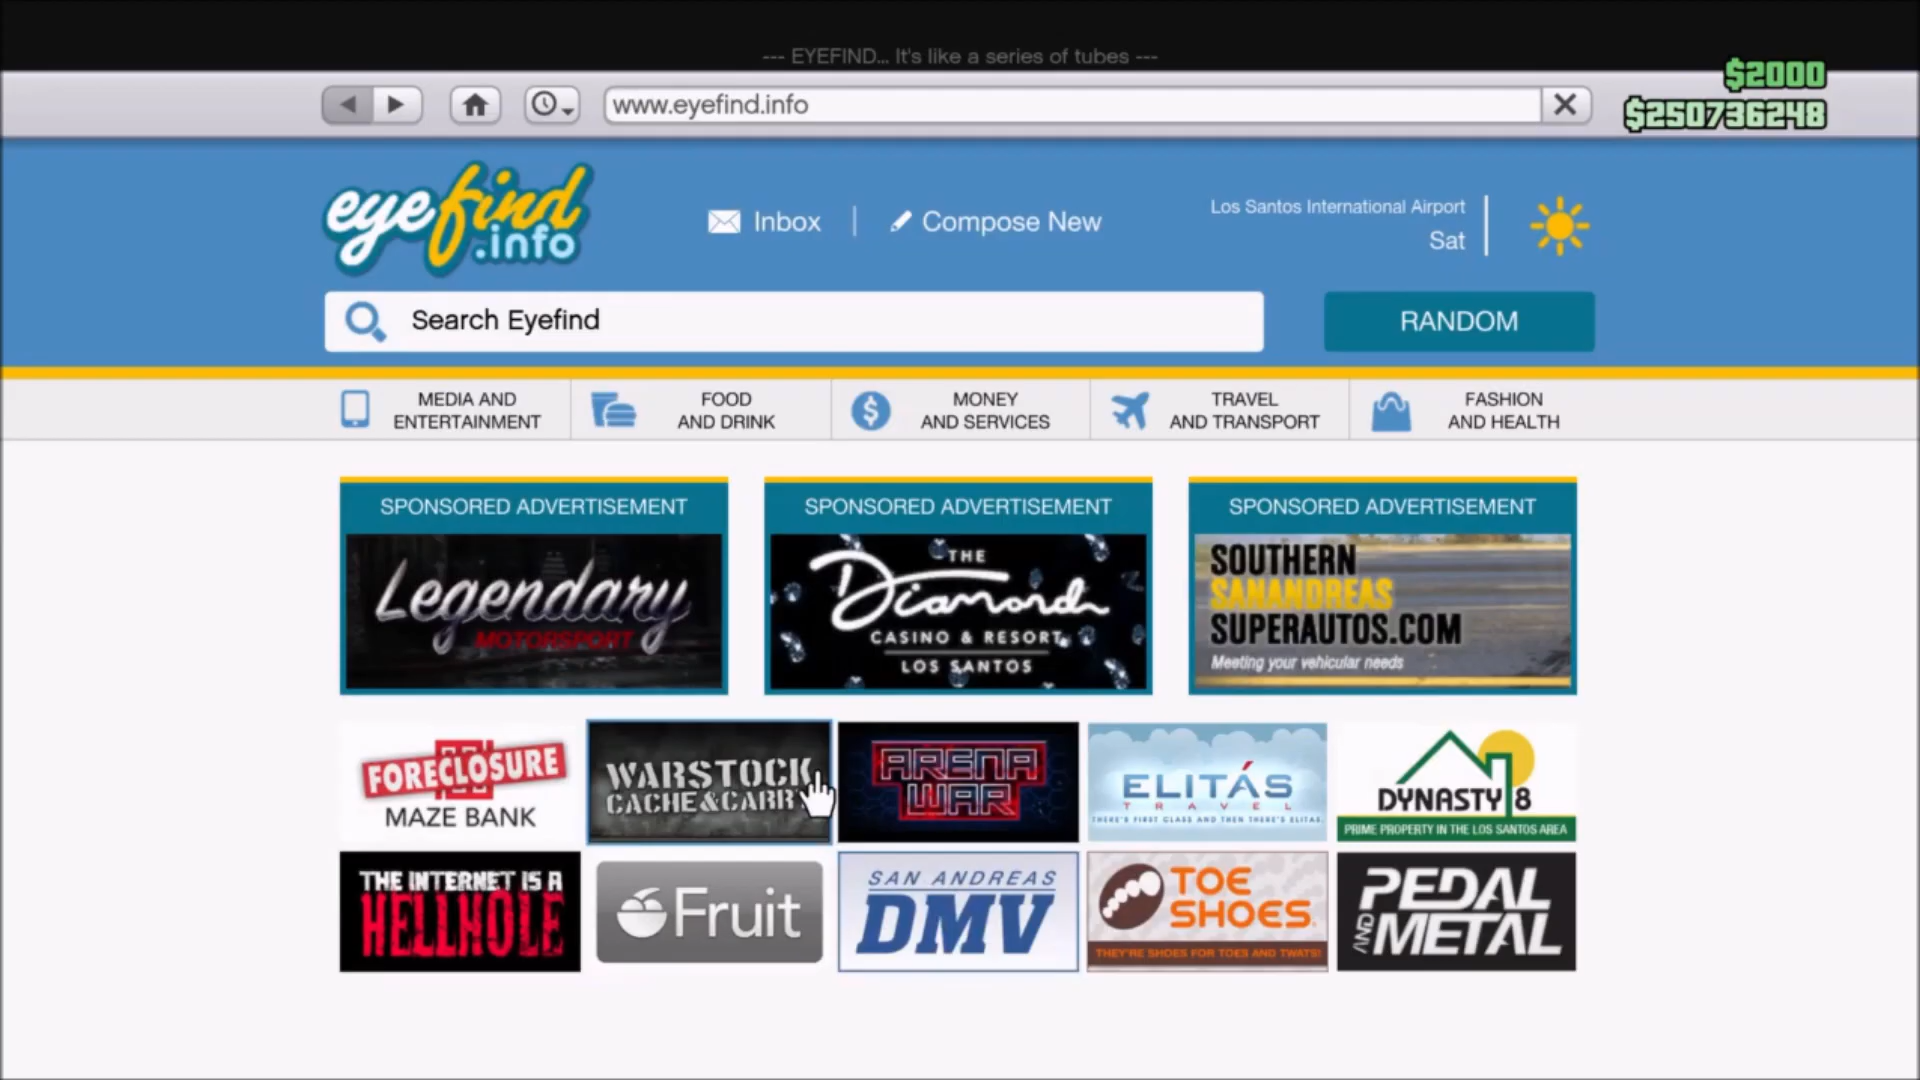 --- EYEFIND... It's like a series of tubes ---
$2000
www.eyefind.info
$250736248
eyefind
.info
Inbox
Compose New
Los Santos International Airport
Sat
Search Eyefind
RANDOM
MEDIA AND
ENTERTAINMENT
FOOD
AND DRINK
MONEY
AND SERVICES
TRAVEL
AND TRANSPORT
FASHION
AND HEALTH
SPONSORED ADVERTISEMENT
Legendary
MOTORSPORT
SPONSORED ADVERTISEMENT
THE
Diamond
CASINO & RESORT
LOS SANTOS
SPONSORED ADVERTISEMENT
SOUTHERN
SANANDREAS
SUPERAUTOS.COM
Meeting your vehicular needs
FORECLOSURE
MAZE BANK
WARSTOCK
CACHE&CARRY
ARENA
WAR
ELITÁS
TRAVEL
THERE'S FIRST CLASS AND THEN THERE'S ELITAS
DYNASTY 8
PRIME PROPERTY IN THE LOS SANTOS AREA
THE INTERNET IS A
HELLHOLE
Fruit
SAN ANDREAS
DMV
TOE
SHOES
THEY'RE SHOES FOR TOES AND TWATS!
PEDAL
AND METAL